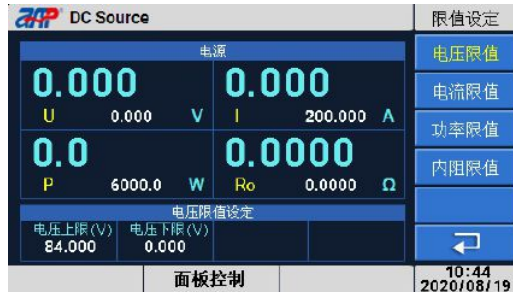 AAP DC Source
限值设定
电源
0.000
U 0.000 V
0.000
I 200.000 A
0.0
P 6000.0 W
0.0000
Ro 0.0000 Ω
电压限值设定
电压上限(V) 电压下限(V)
84.000 0.000
电压限值
电流限值
功率限值
内阻限值
面板控制
10:44
2020/08/19